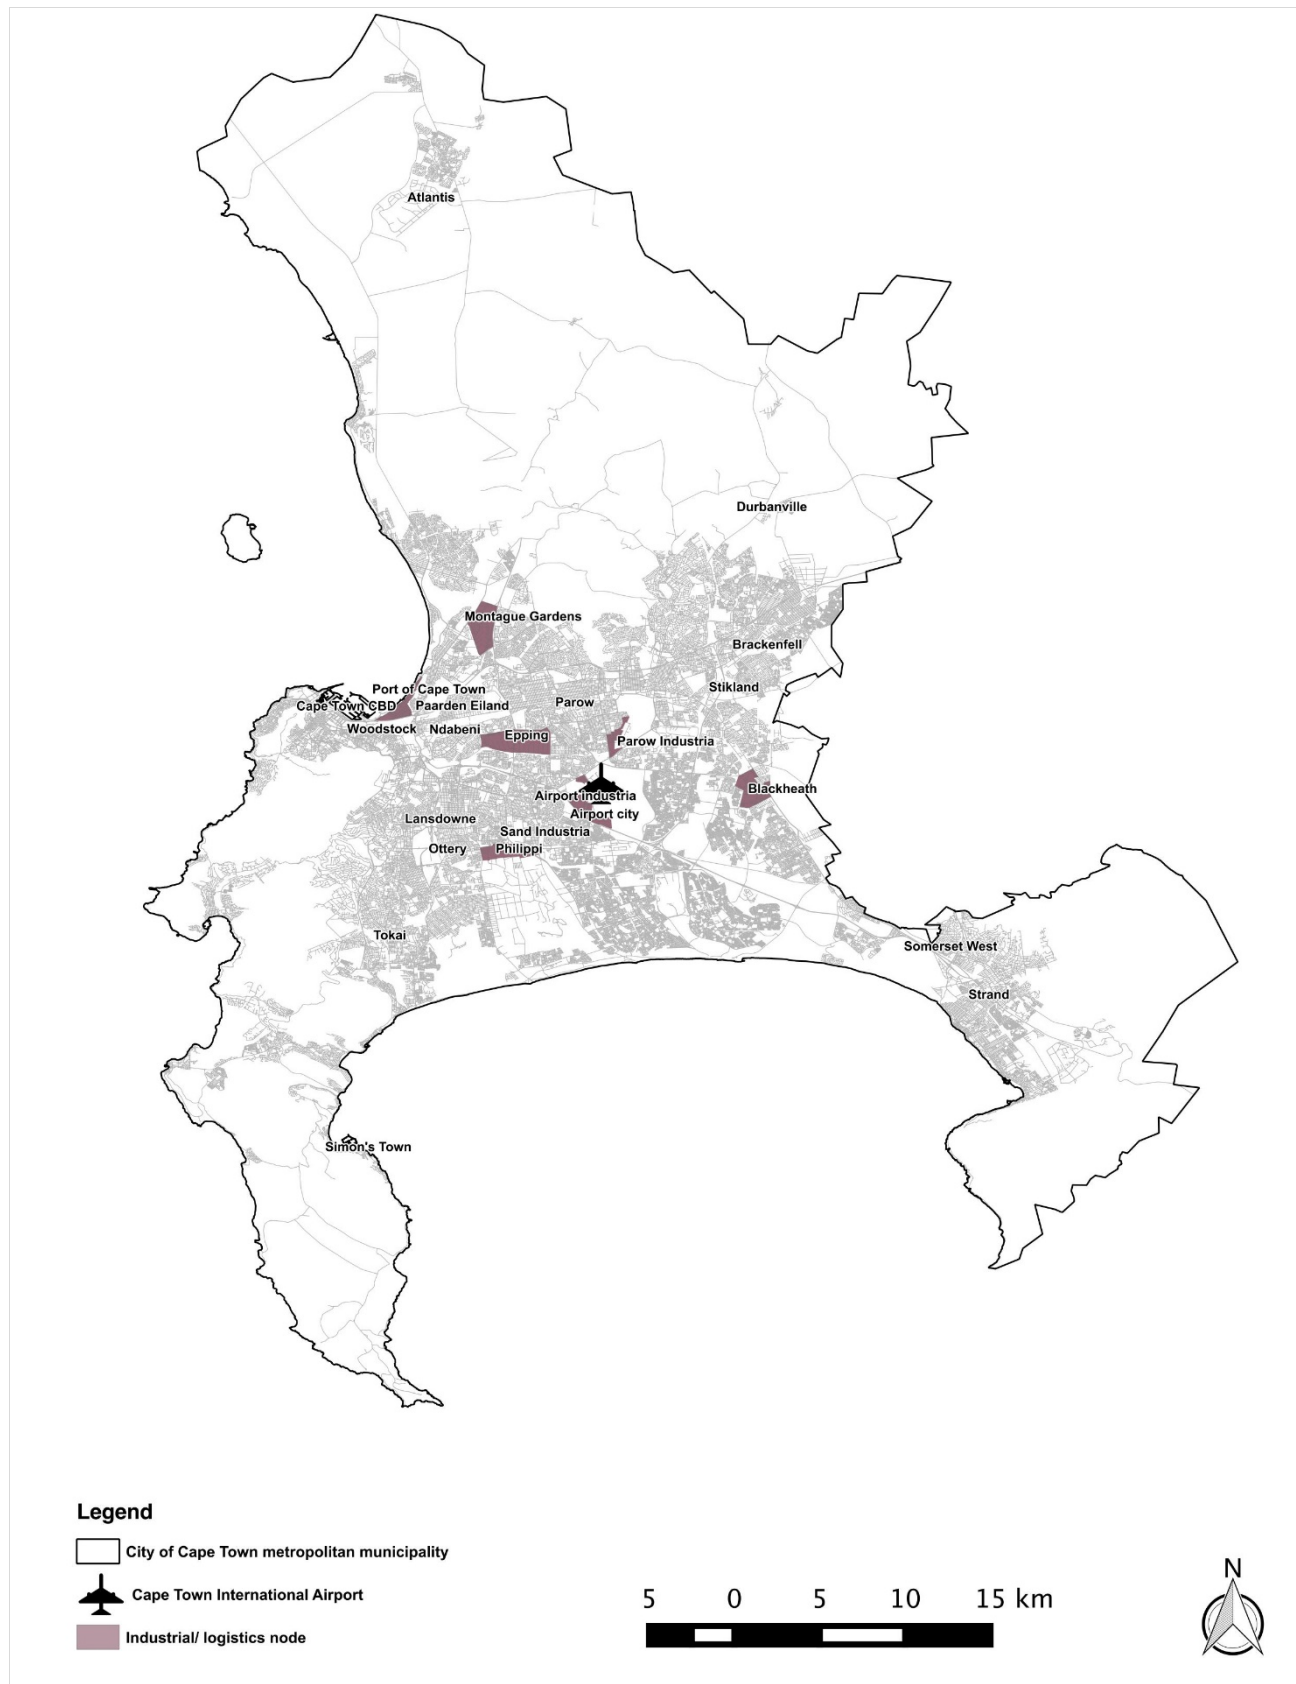 Atlantis
Durbanville
Montague Gardens
Brackenfell
Stikland
Port of Cape Town
Cape Town CBD
Paarden Eiland
Parow
Woodstock
Ndabeni
Epping
Parow Industria
Blackheath
Airport industria
Airport city
Lansdowne
Sand Industria
Ottery
Philippi
Tokai
Somerset West
Strand
Simon's Town
Legend
City of Cape Town metropolitan municipality
Cape Town International Airport
Industrial/ logistics node
5 0 5 10 15 km
N